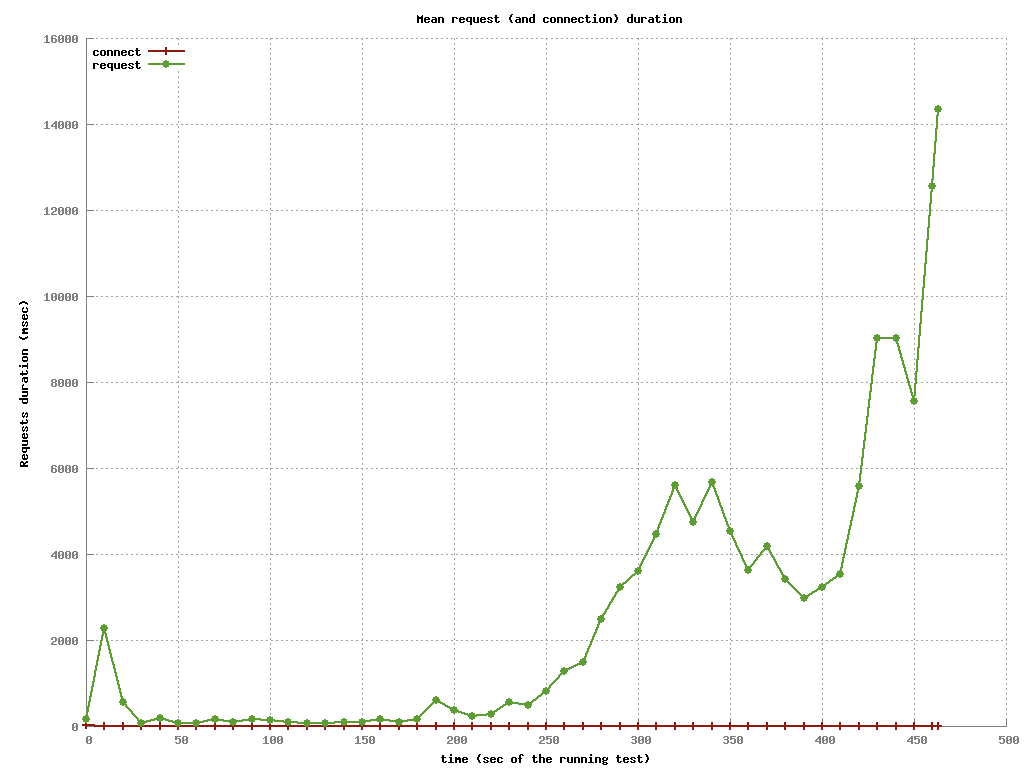 Mean request (and connection) duration
16000
connect
request
14000
12000
10000
8000
6000
4000
2000
0
Requests duration (msec)
0 50 100 150 200 250 300 350 400 450 500
time (sec of the running test)